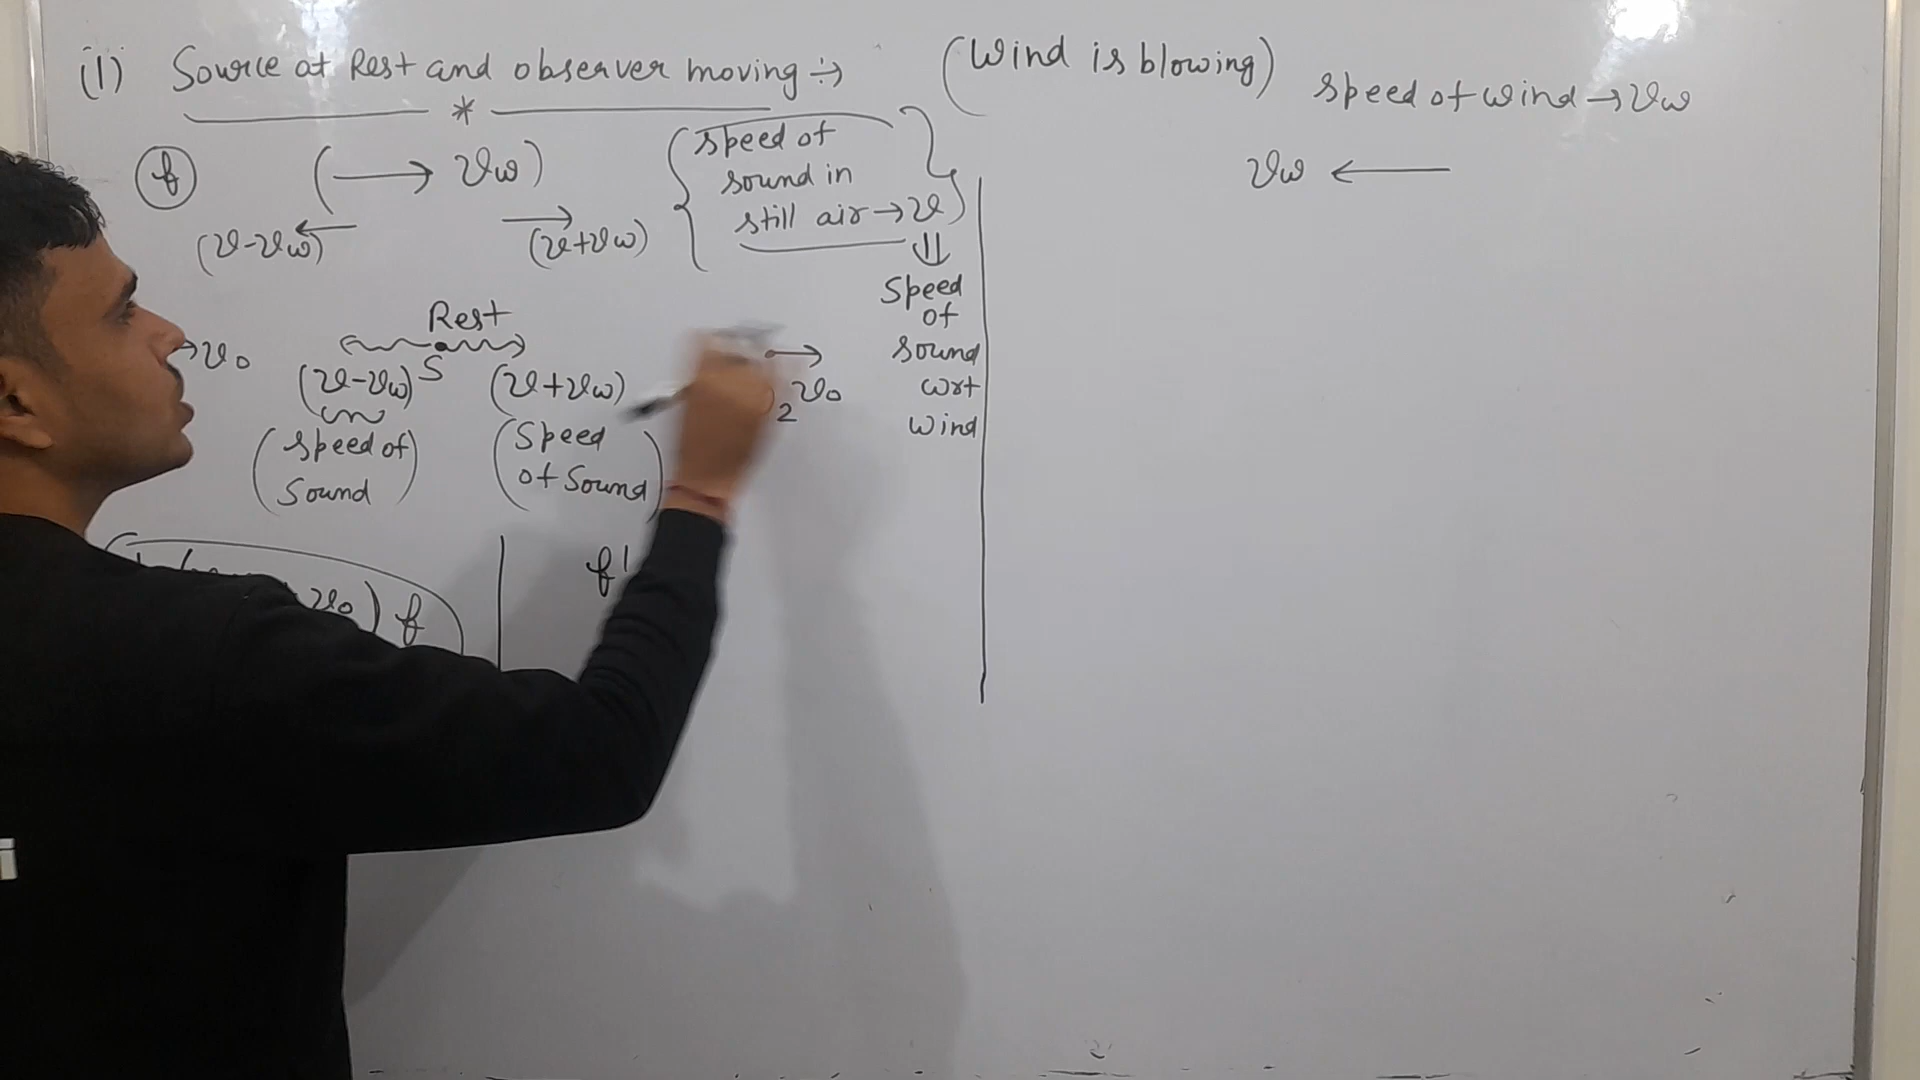 (1) Source at Rest and observer moving :→ (Wind is blowing)
speed of wind → vw
f (→ vw)
(speed of
sound in
still air → v)
vw ←
(v-vw) ← → (v+vw)
⇓
Speed
of
sound
wrt
wind
Rest
→ v₀
S
→
2 v₀
(v-vw) (v+vw)
(speed of
Sound)
(Speed
of Sound)
v₀) f
f'